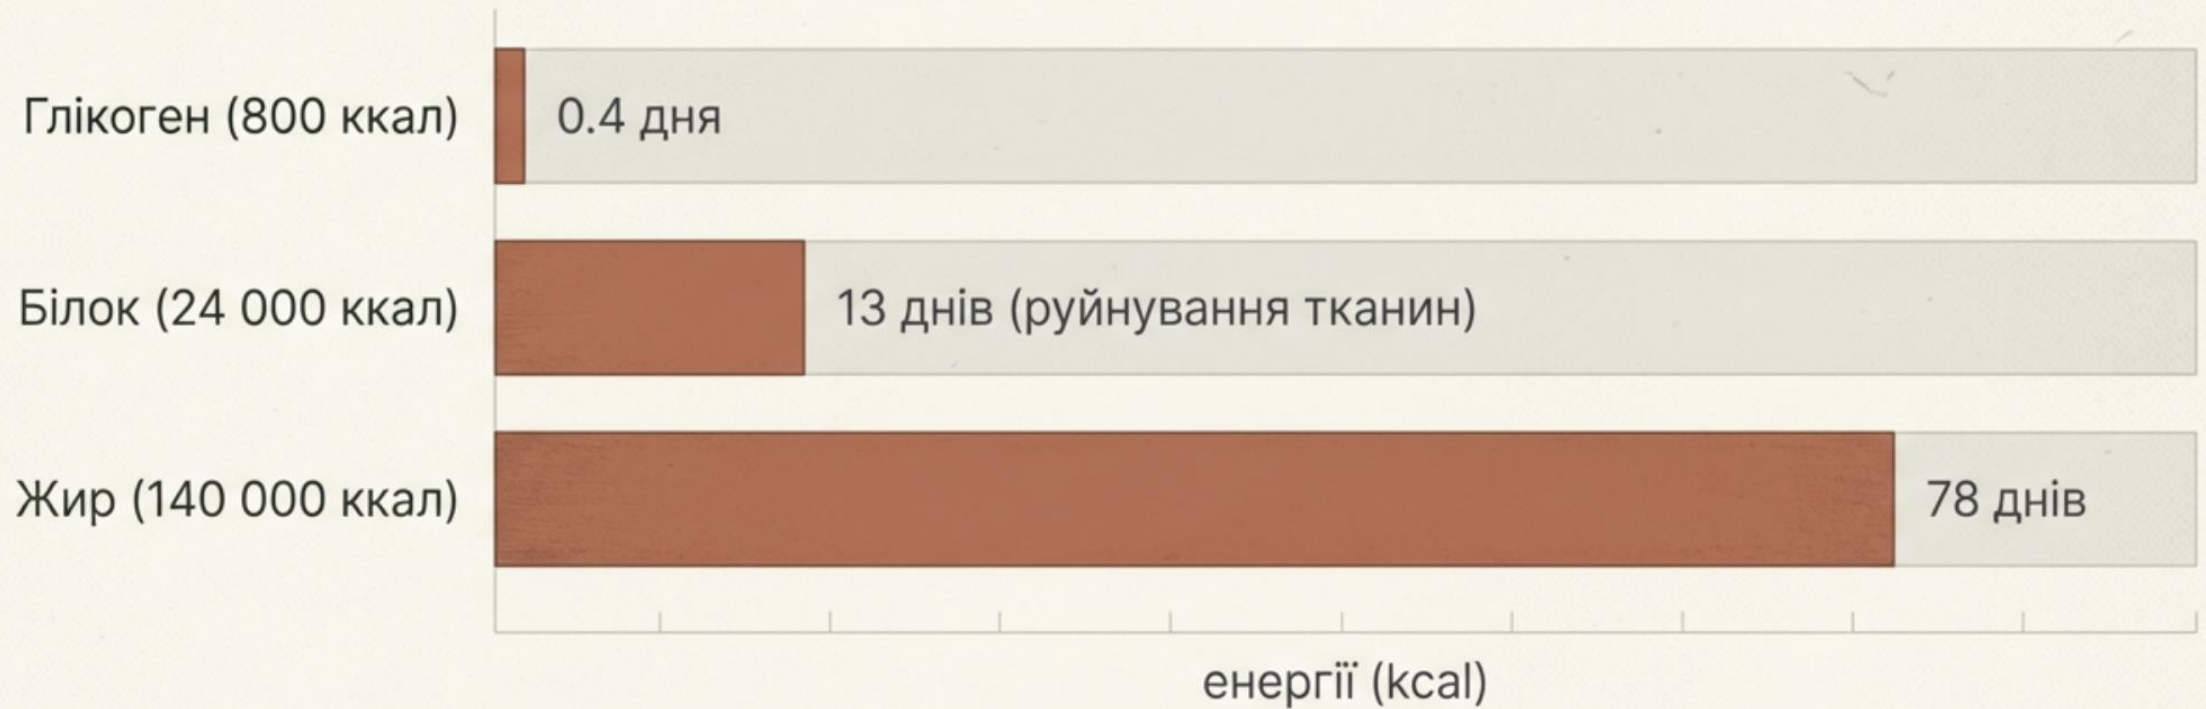 Глікоген (800 ккал)
0.4 дня
Білок (24 000 ккал)
13 днів (руйнування тканин)
Жир (140 000 ккал)
78 днів
енергії (kcal)